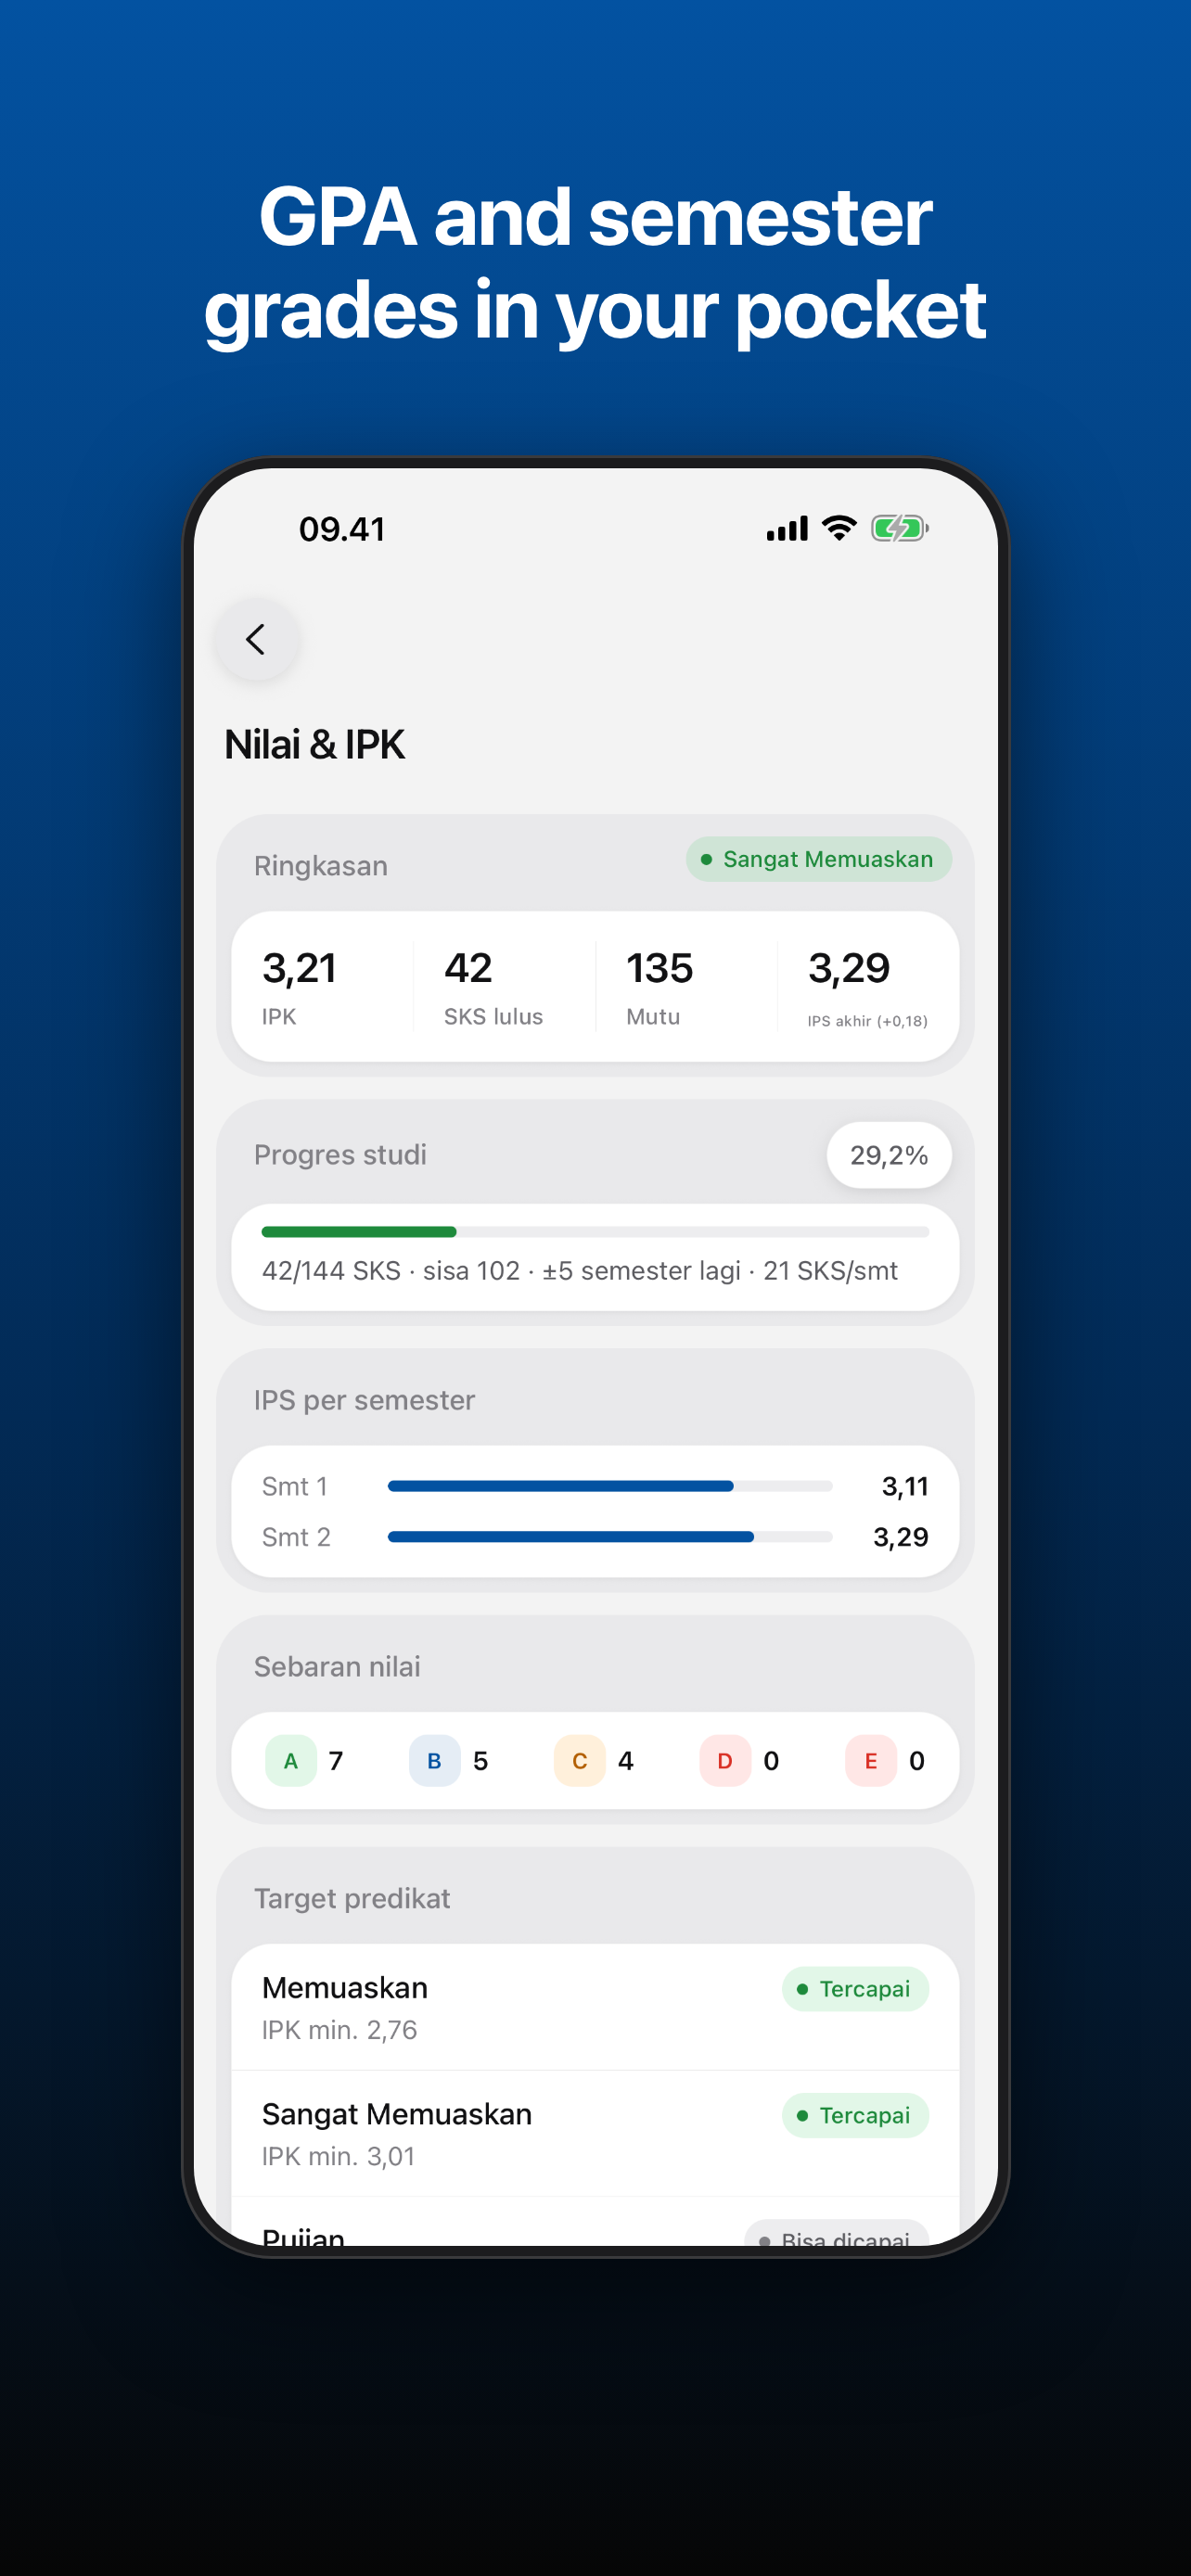 GPA and semester
grades in your pocket
09.41
Nilai & IPK
Ringkasan
Sangat Memuaskan
3,21
IPK
42
SKS lulus
135
Mutu
3,29
IPS akhir (+0,18)
Progres studi
29,2%
42/144 SKS · sisa 102 · ±5 semester lagi · 21 SKS/smt
IPS per semester
Smt 1
3,11
Smt 2
3,29
Sebaran nilai
A 7
B 5
C 4
D 0
E 0
Target predikat
Memuaskan
Tercapai
IPK min. 2,76
Sangat Memuaskan
Tercapai
IPK min. 3,01
Pujian
Bisa dicapai